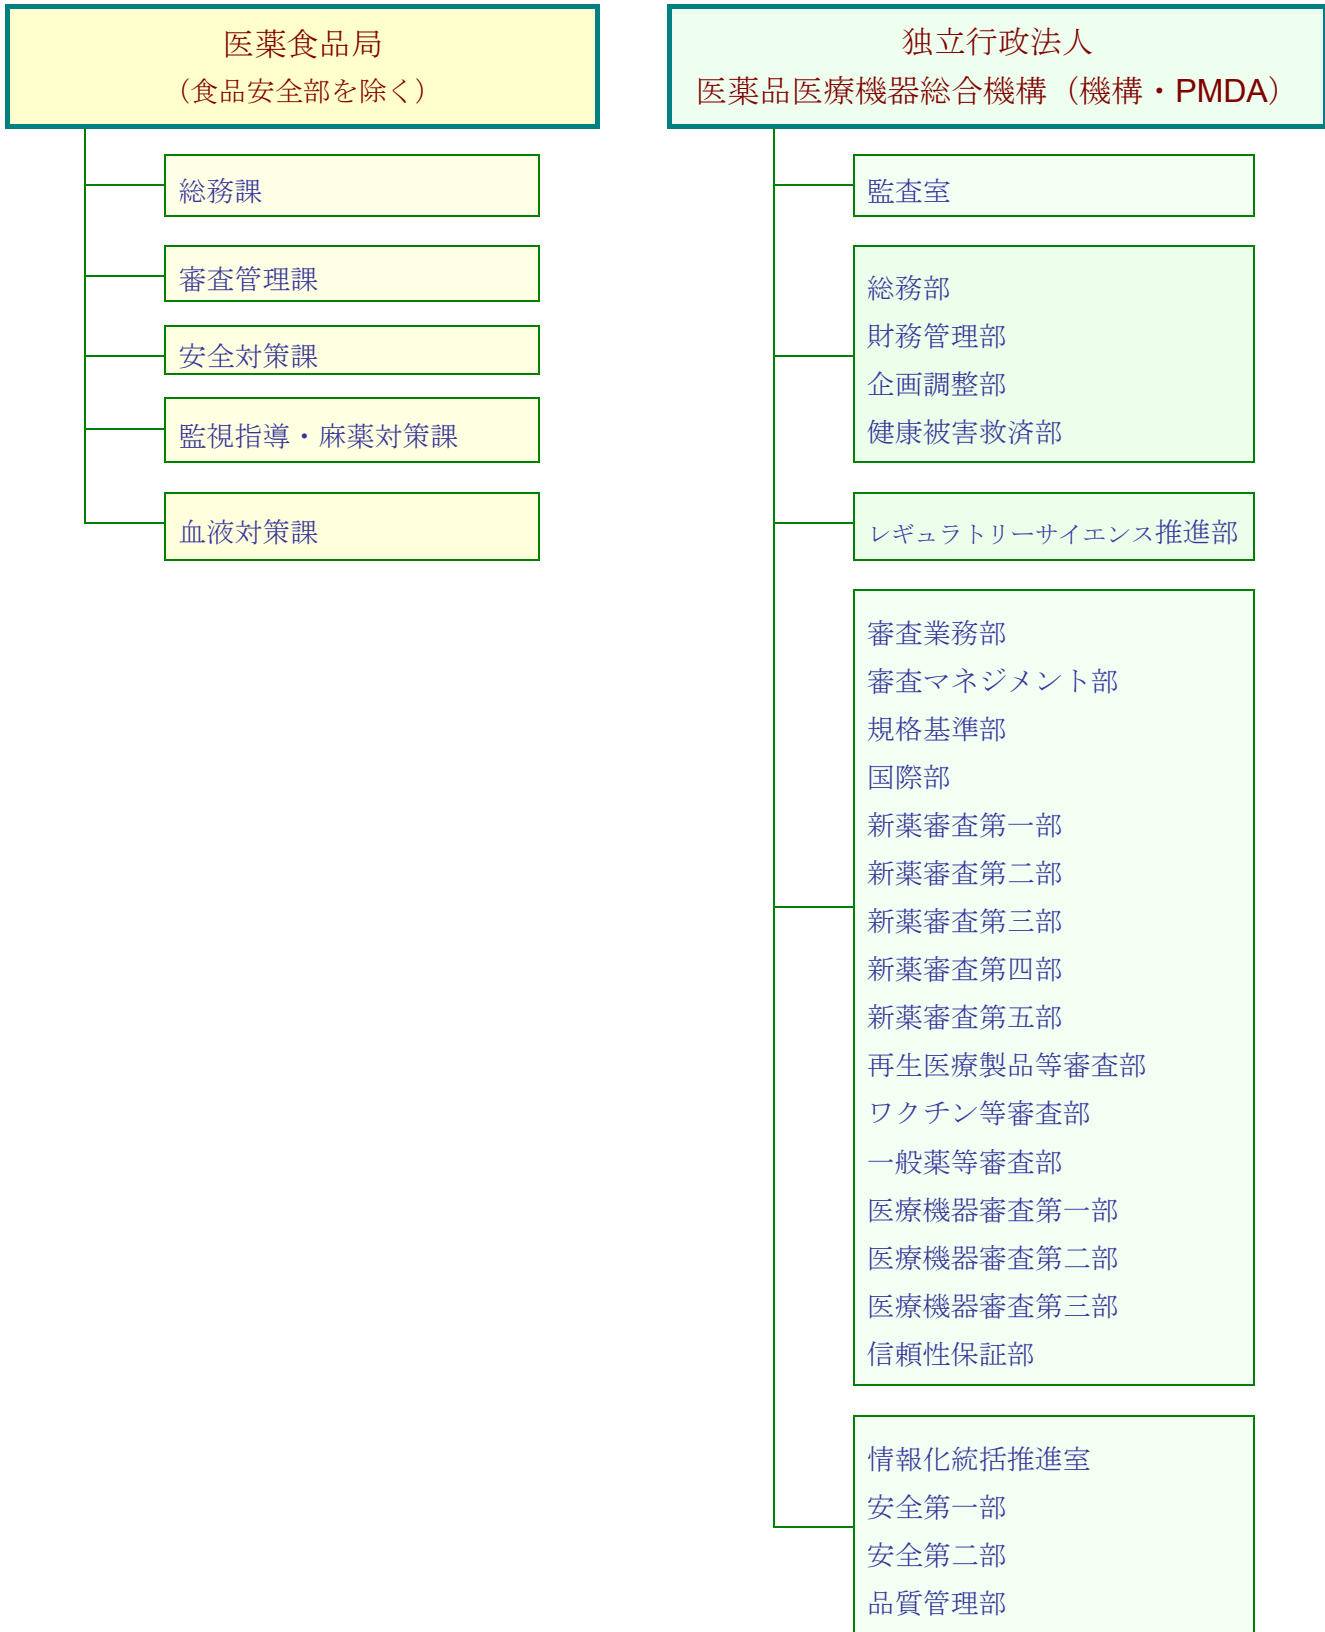 医薬食品局
（食品安全部を除く）
総務課
審査管理課
安全対策課
監視指導・麻薬対策課
血液対策課
独立行政法人
医薬品医療機器総合機構（機構・PMDA）
監査室
総務部
財務管理部
企画調整部
健康被害救済部
レギュラトリーサイエンス推進部
審査業務部
審査マネジメント部
規格基準部
国際部
新薬審査第一部
新薬審査第二部
新薬審査第三部
新薬審査第四部
新薬審査第五部
再生医療製品等審査部
ワクチン等審査部
一般薬等審査部
医療機器審査第一部
医療機器審査第二部
医療機器審査第三部
信頼性保証部
情報化統括推進室
安全第一部
安全第二部
品質管理部